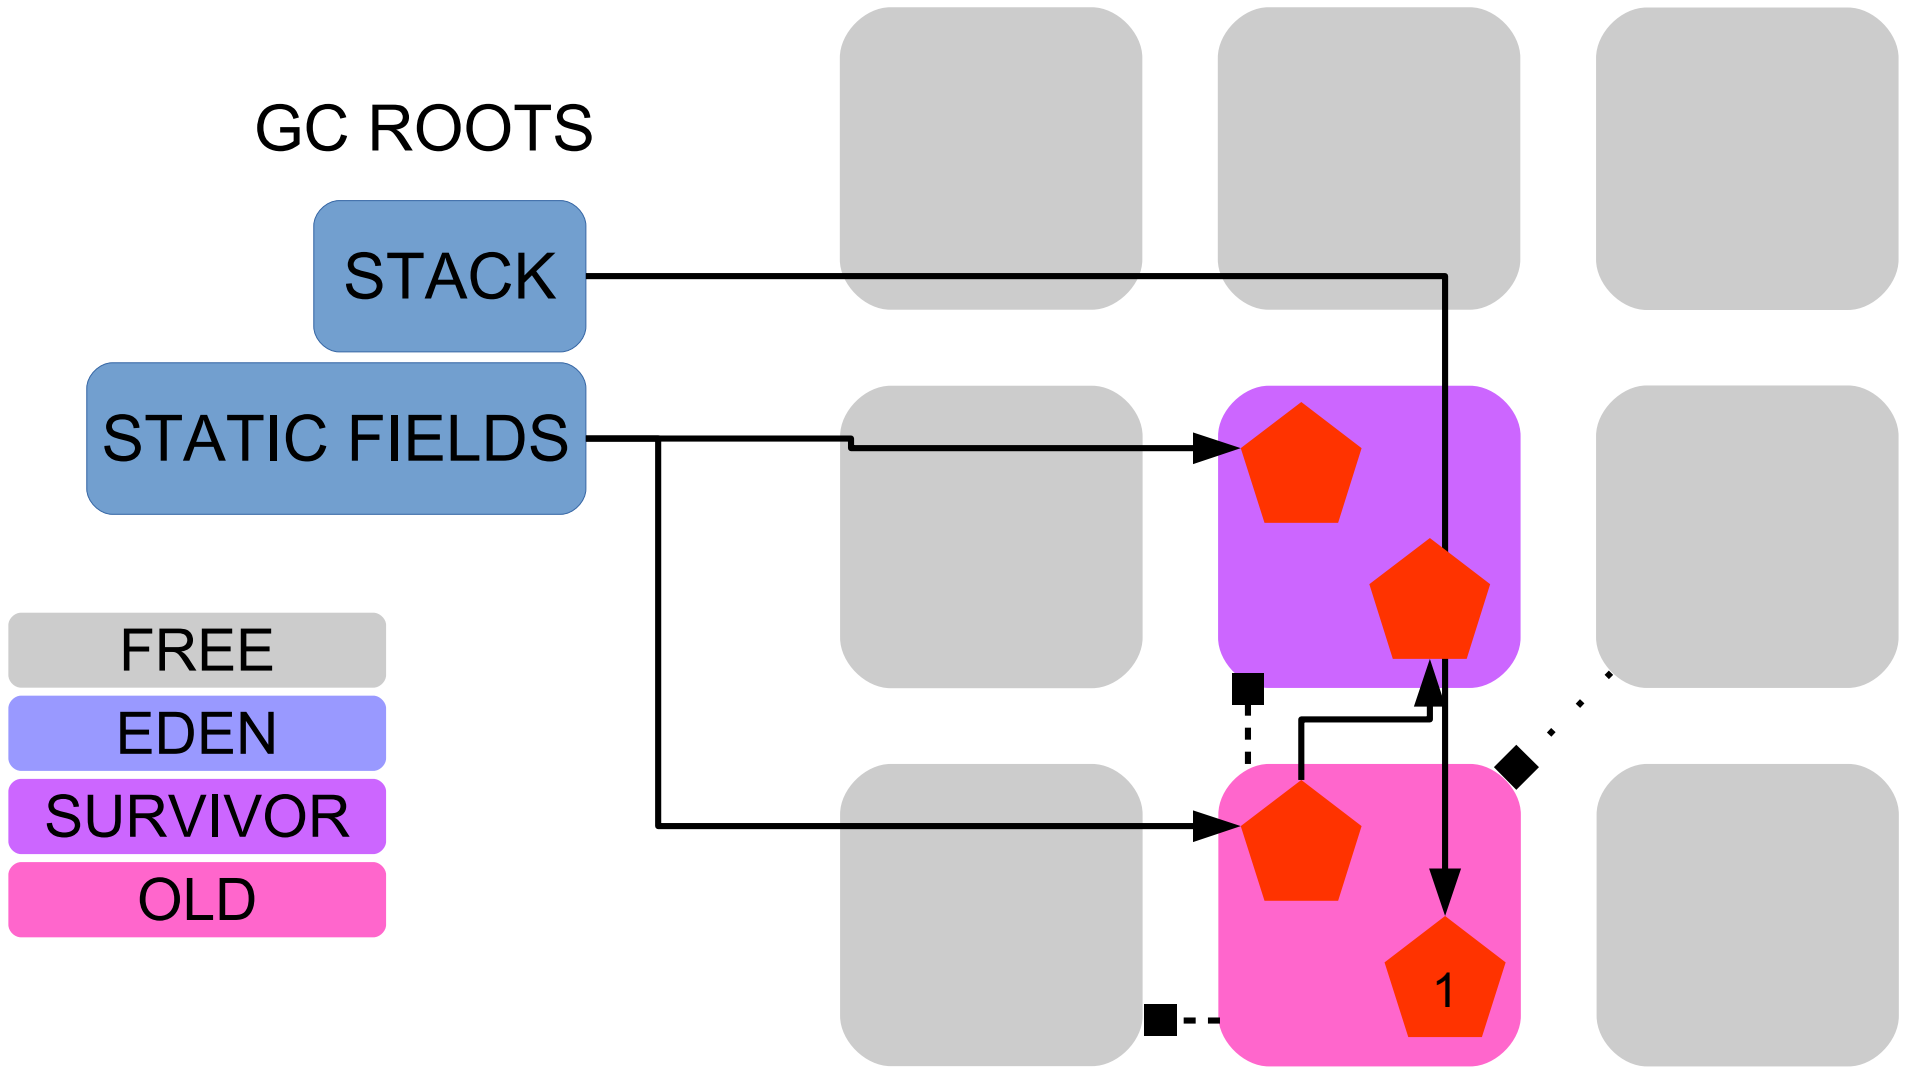 GC ROOTS
STACK
STATIC FIELDS
FREE
EDEN
SURVIVOR
OLD
1